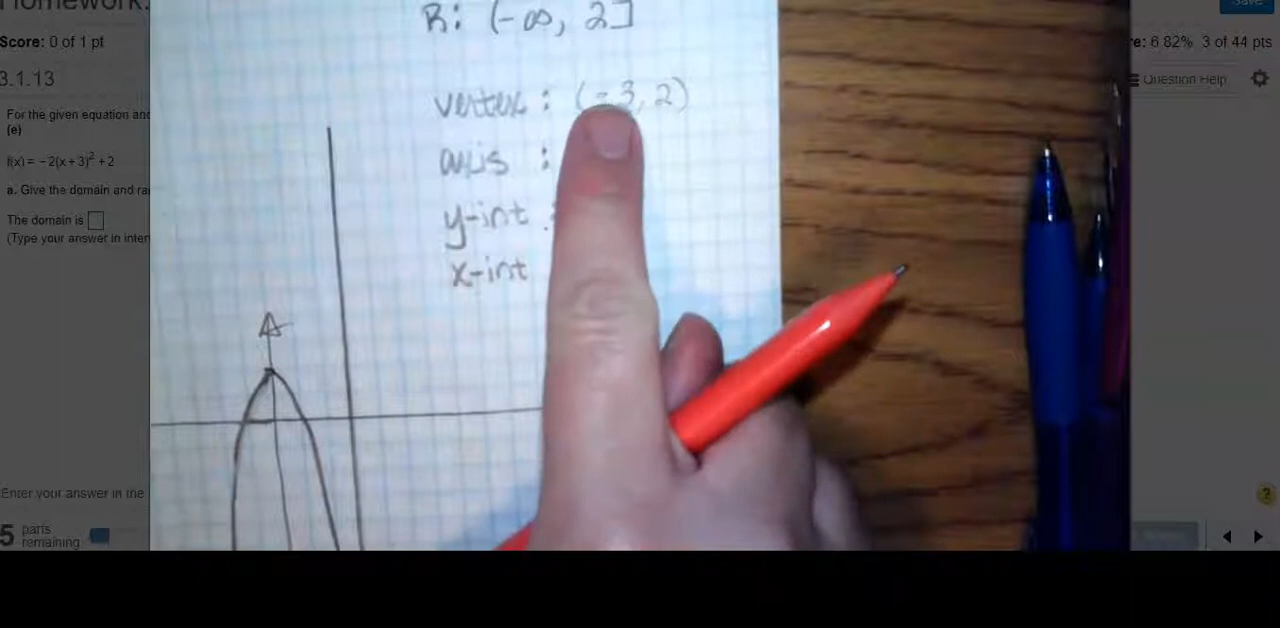 Homework:
Save
Score: 0 of 1 pt
re: 6.82% 3 of 44 pts
3.1.13
Question Help
For the given equation and
(e)
f(x) = -2(x+3)² +2
a. Give the domain and ra
The domain is
(Type your answer in inter
R: (-∞, 2]
vertex : (-3, 2)
axis :
y-int :
x-int
Enter your answer in the
?
5 parts
remaining